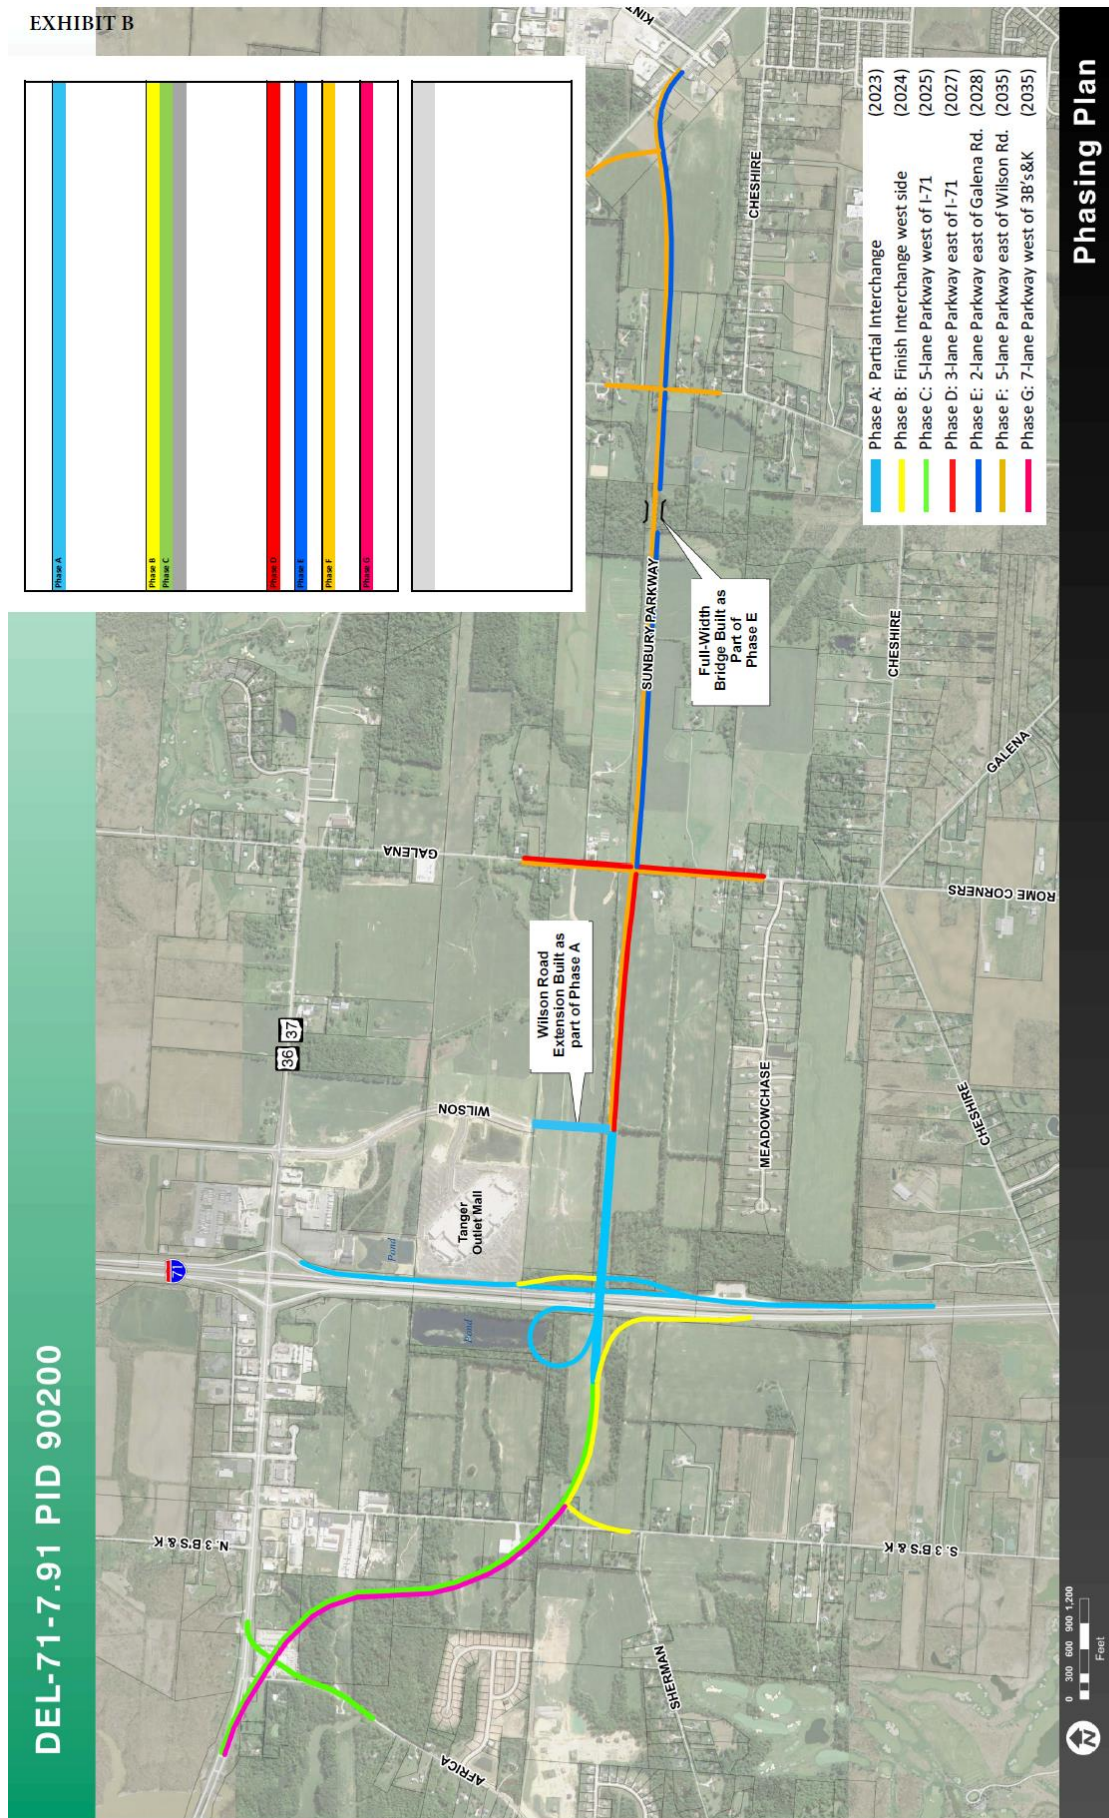 EXHIBIT B
DEL-71-7.91 PID 90200
Phase A
Phase B
Phase C
Phase D
Phase E
Phase F
Phase G
N. 3 B'S & K
71
36
37
GALENA
Pond
Pond
Tanger
Outlet Mall
WILSON
Wilson Road
Extension Built as
part of Phase A
SUNBURY PARKWAY
Full-Width
Bridge Built as
Part of
Phase E
AFRICA
SHERMAN
S. 3 B'S & K
MEADOWCHASE
CHESHIRE
ROME CORNERS
GALENA
CHESHIRE
CHESHIRE
Phase A: Partial Interchange (2023)
Phase B: Finish Interchange west side (2024)
Phase C: 5-lane Parkway west of I-71 (2025)
Phase D: 3-lane Parkway east of I-71 (2027)
Phase E: 2-lane Parkway east of Galena Rd. (2028)
Phase F: 5-lane Parkway east of Wilson Rd. (2035)
Phase G: 7-lane Parkway west of 3B's&K (2035)
N
0 300 600 900 1,200
Feet
Phasing Plan